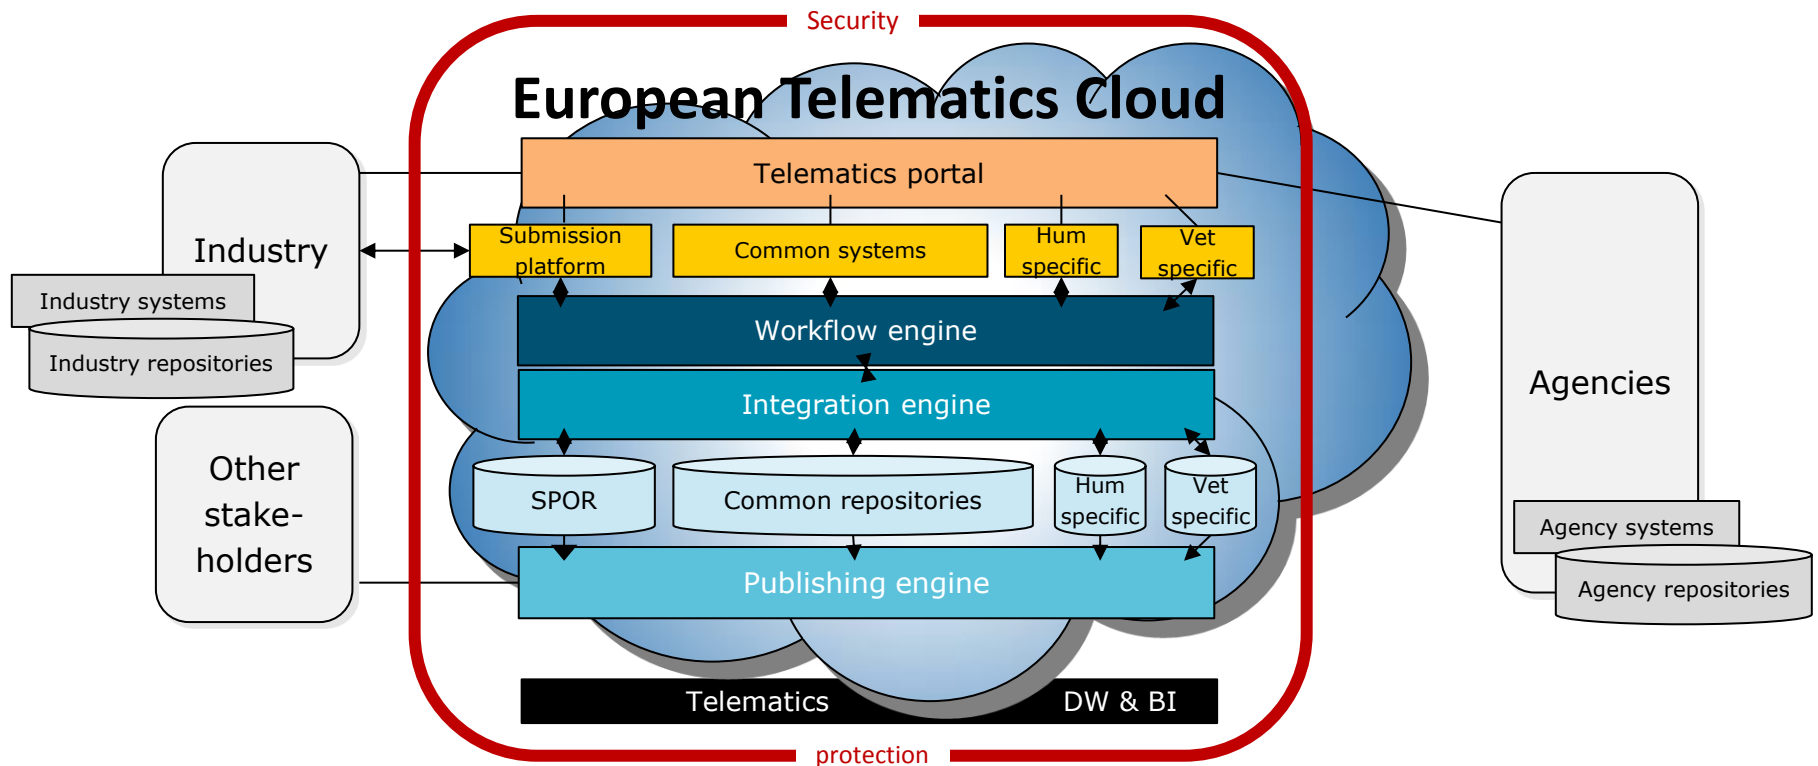 Security
European Telematics Cloud
Telematics portal
Industry
Submission
platform
Common systems
Hum
specific
Vet
specific
Industry systems
Industry repositories
Workflow engine
Integration engine
Agencies
Other
stake-
holders
SPOR
Common repositories
Hum
specific
Vet
specific
Agency systems
Agency repositories
Publishing engine
Telematics DW & BI
protection